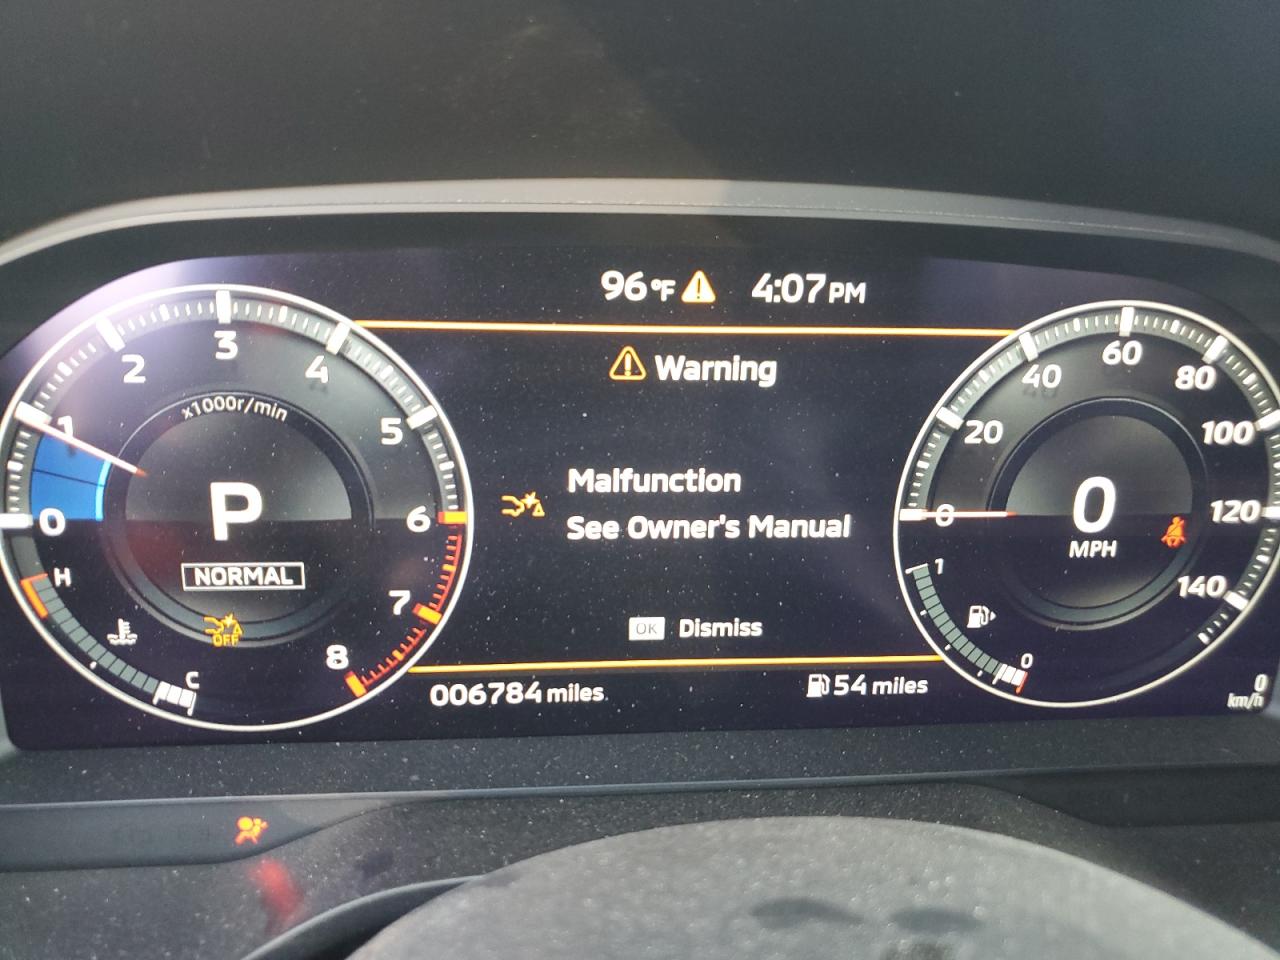 96 °F 4:07 PM
Warning
Malfunction
See Owner's Manual
OK Dismiss
006784 miles
54 miles
0
1
2
3
4
5
6
7
8
x1000r/min
P
NORMAL
H
C
OFF
0
20
40
60
80
100
120
140
0
MPH
1
0
0
km/h